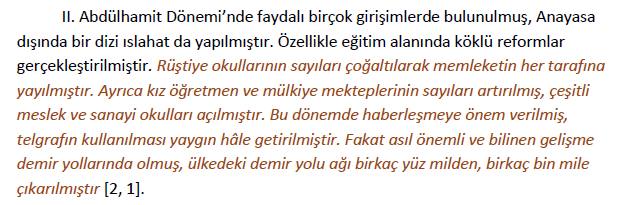 II. Abdülhamit Dönemi’nde faydalı birçok girişimlerde bulunulmuş, Anayasa
dışında bir dizi ıslahat da yapılmıştır. Özellikle eğitim alanında köklü reformlar
gerçekleştirilmiştir. Rüştiye okullarının sayıları çoğaltılarak memleketin her tarafına
yayılmıştır. Ayrıca kız öğretmen ve mülkiye mekteplerinin sayıları artırılmış, çeşitli
meslek ve sanayi okulları açılmıştır. Bu dönemde haberleşmeye önem verilmiş,
telgrafın kullanılması yaygın hâle getirilmiştir. Fakat asıl önemli ve bilinen gelişme
demir yollarında olmuş, ülkedeki demir yolu ağı birkaç yüz milden, birkaç bin mile
çıkarılmıştır [2, 1].